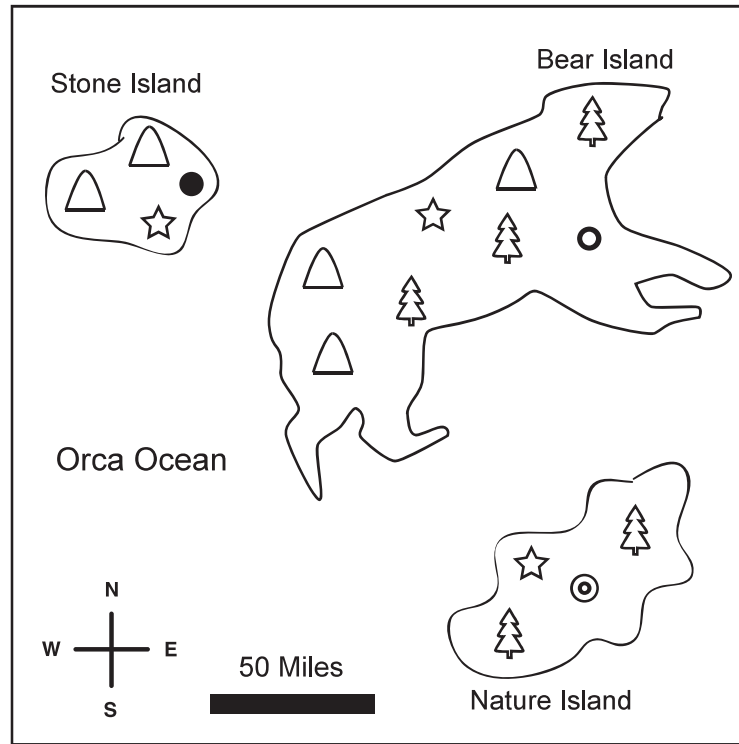 Bear Island
Stone Island
Orca Ocean
N
W E
S
50 Miles
Nature Island